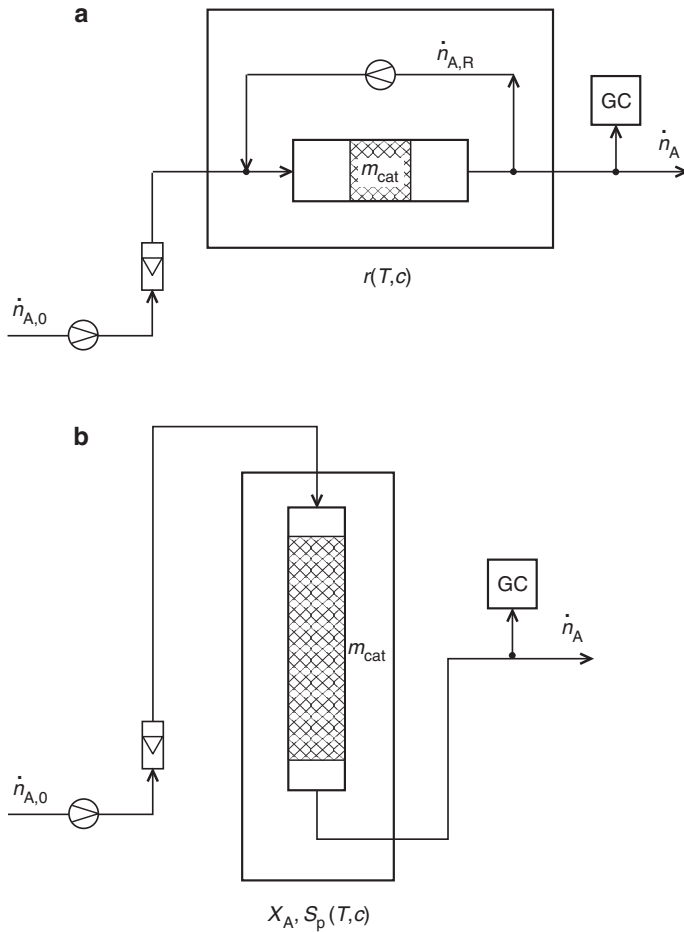 a
ṅA,R
GC
ṅA
mcat
r(T,c)
ṅA,0
b
GC
ṅA
mcat
ṅA,0
XA, Sp(T,c)